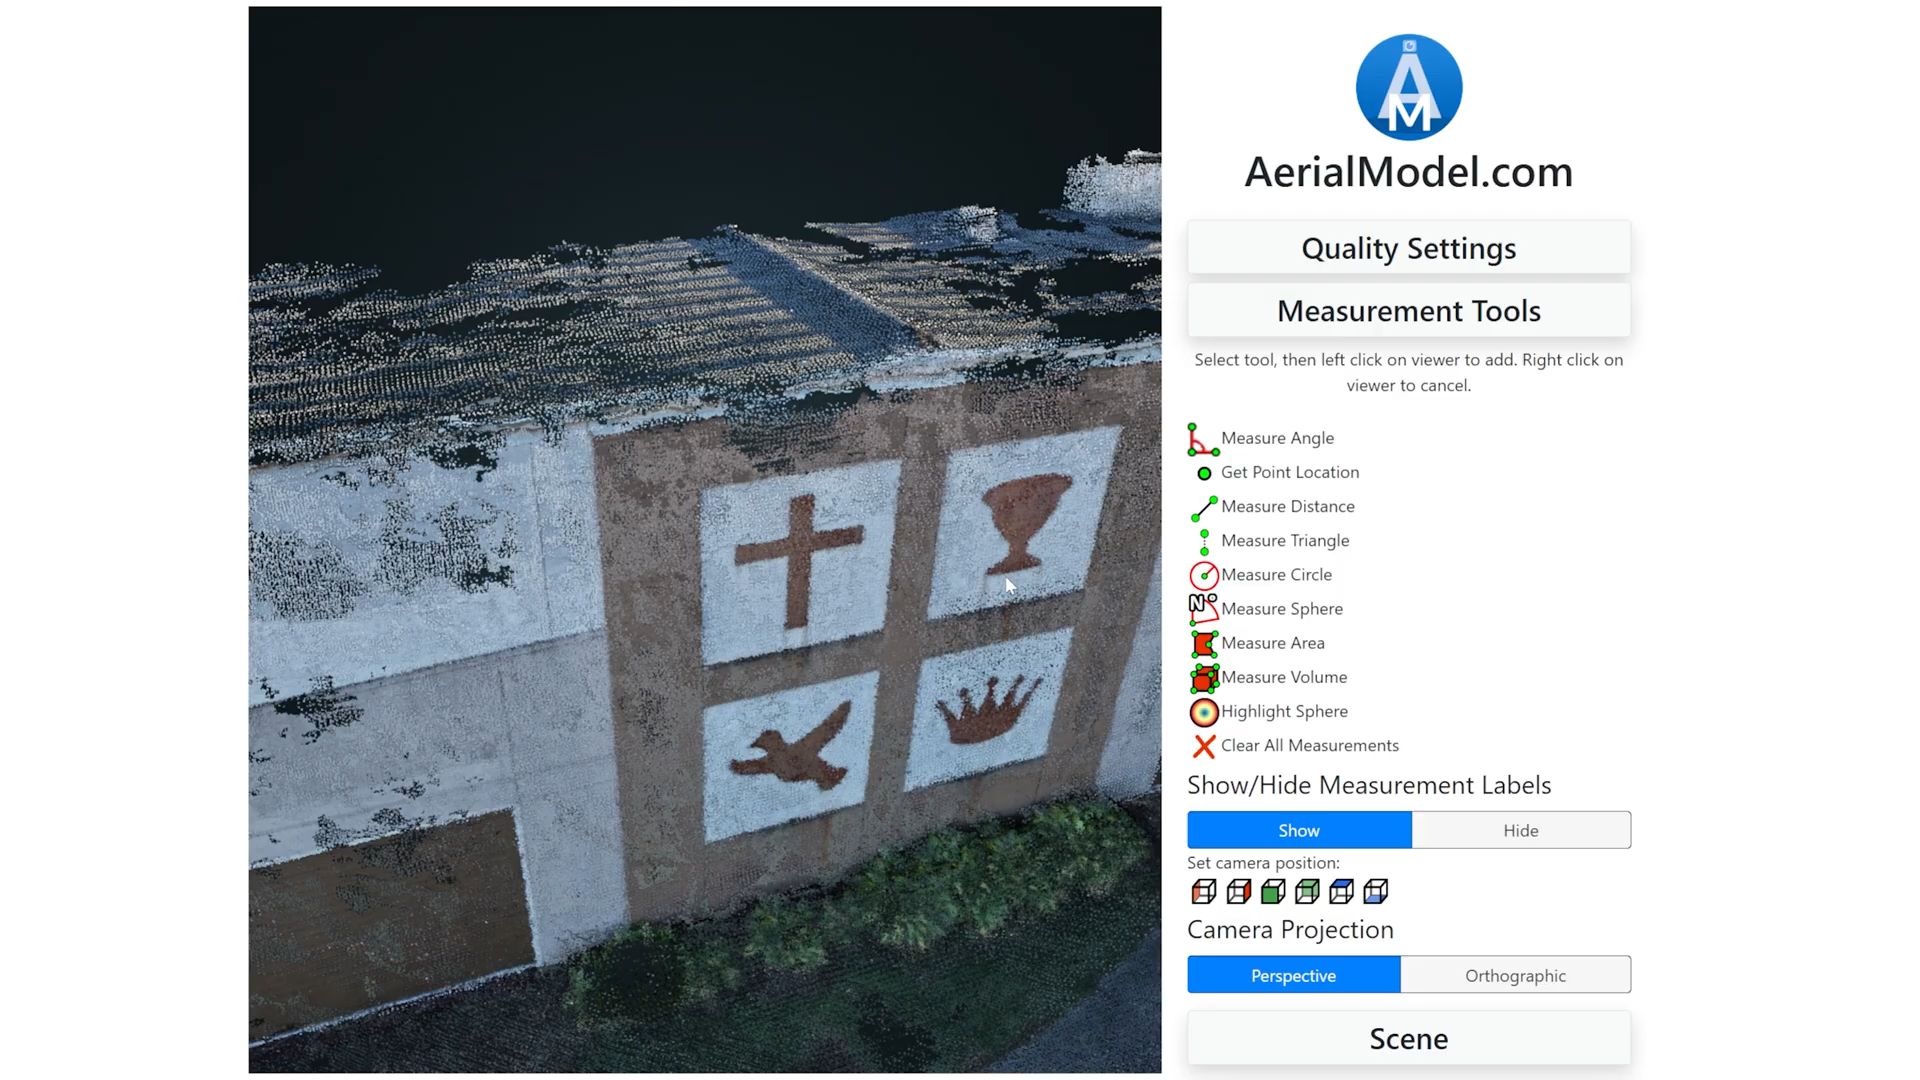 AM
AerialModel.com
Quality Settings
Measurement Tools
Select tool, then left click on viewer to add. Right click on
viewer to cancel.
Measure Angle
Get Point Location
Measure Distance
Measure Triangle
Measure Circle
N° Measure Sphere
Measure Area
Measure Volume
Highlight Sphere
Clear All Measurements
Show/Hide Measurement Labels
Show Hide
Set camera position:
Camera Projection
Perspective Orthographic
Scene